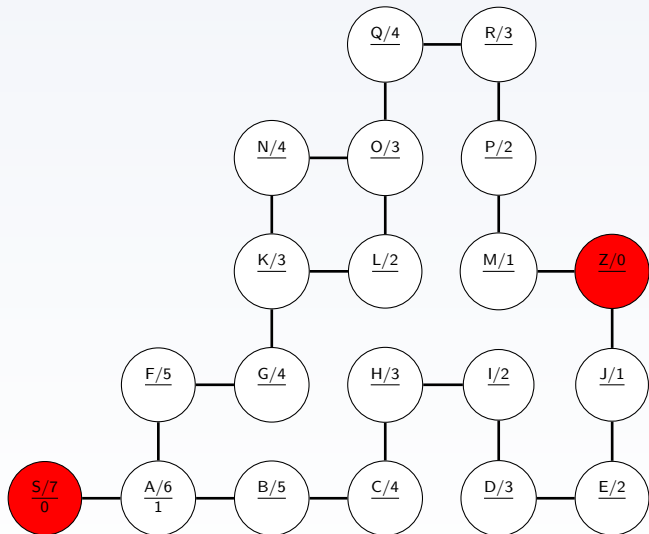 Q/4 R/3
N/4 O/3 P/2
K/3 L/2 M/1 Z/0
F/5 G/4 H/3 I/2 J/1
S/7 A/6 B/5 C/4 D/3 E/2
0 1